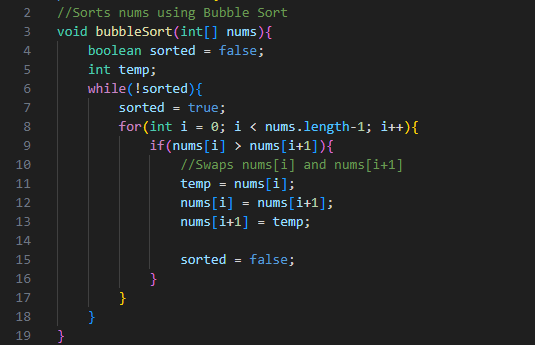 2 //Sorts nums using Bubble Sort
3 void bubbleSort(int[] nums){
4     boolean sorted = false;
5     int temp;
6     while(!sorted){
7         sorted = true;
8         for(int i = 0; i < nums.length-1; i++){
9             if(nums[i] > nums[i+1]){
10                 //Swaps nums[i] and nums[i+1]
11                 temp = nums[i];
12                 nums[i] = nums[i+1];
13                 nums[i+1] = temp;
14
15                 sorted = false;
16             }
17         }
18     }
19 }